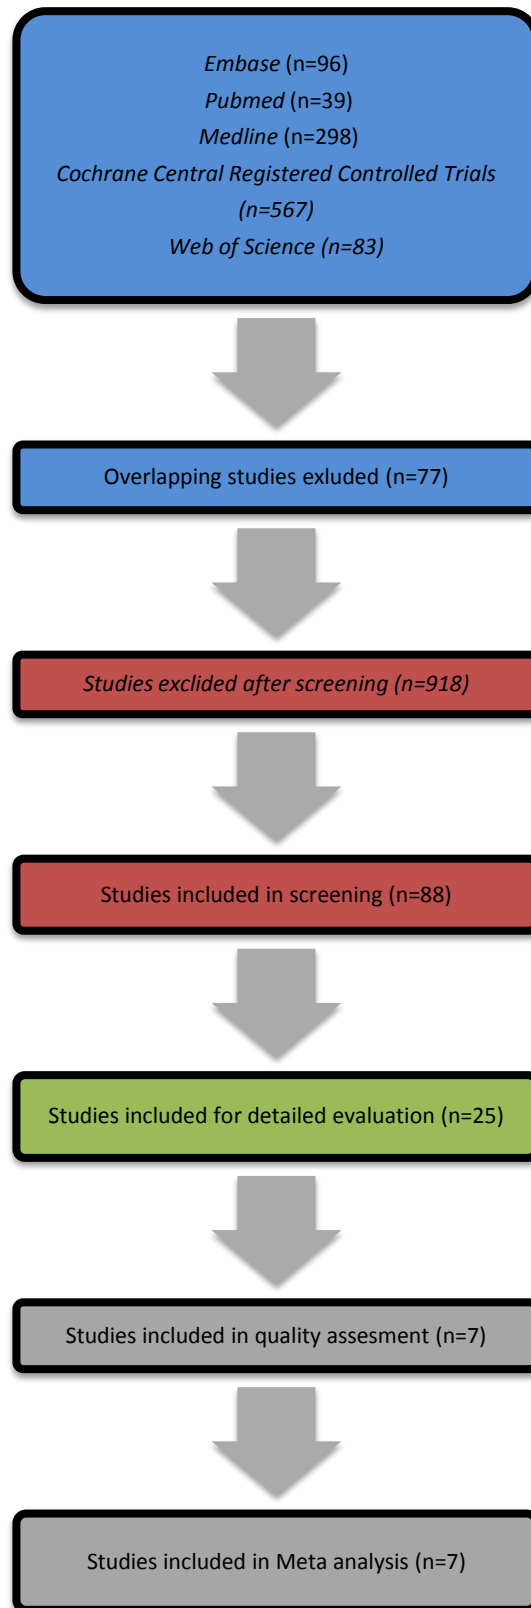 Embase (n=96)
Pubmed (n=39)
Medline (n=298)
Cochrane Central Registered Controlled Trials
(n=567)
Web of Science (n=83)
Overlapping studies exluded (n=77)
Studies exclided after screening (n=918)
Studies included in screening (n=88)
Studies included for detailed evaluation (n=25)
Studies included in quality assesment (n=7)
Studies included in Meta analysis (n=7)